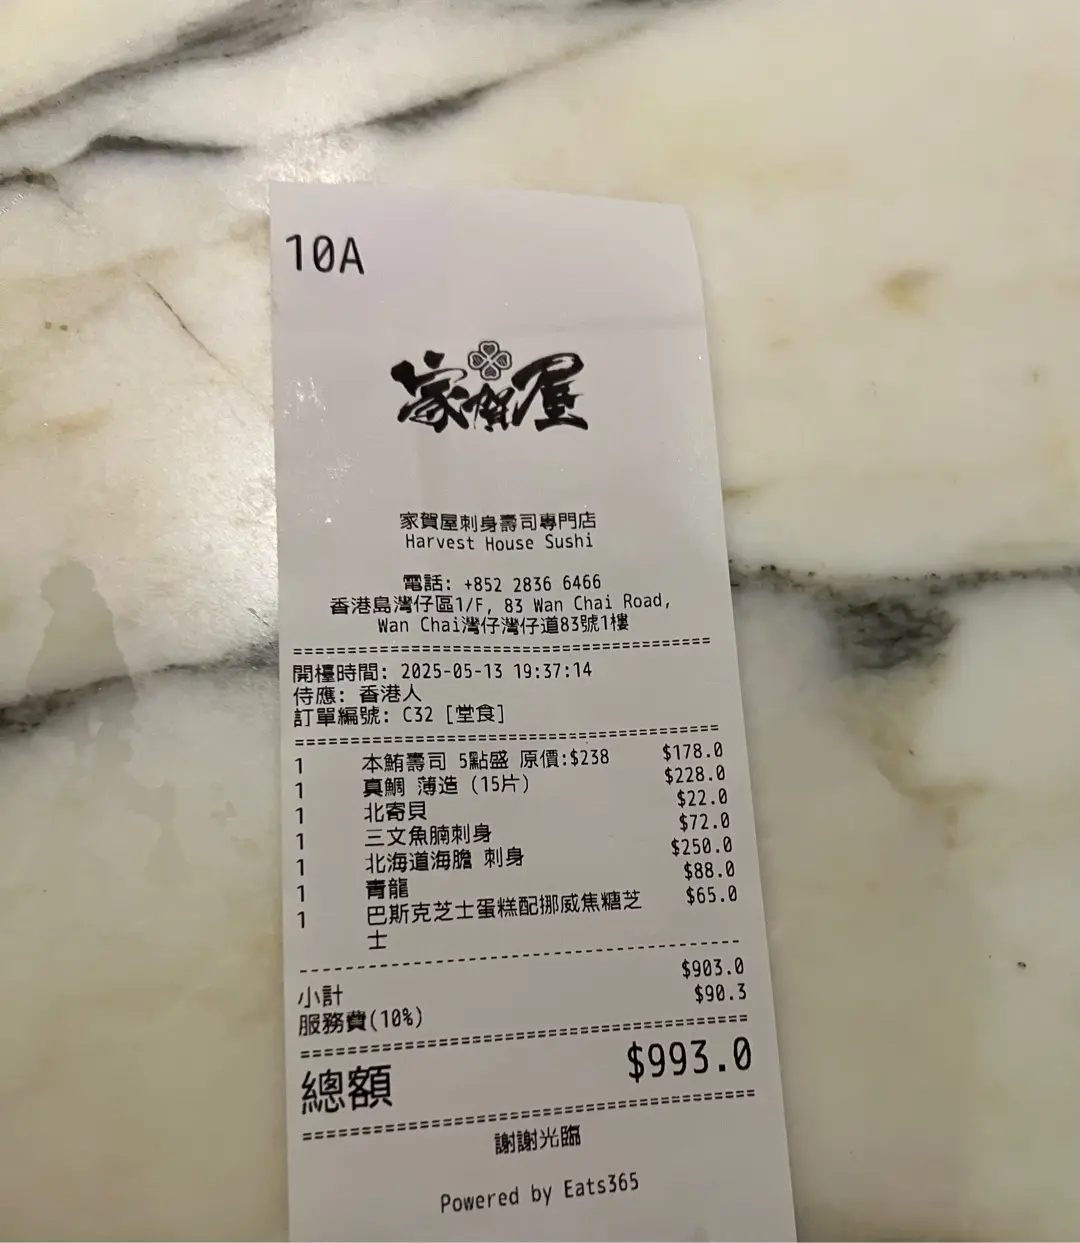 10A
家賀屋
家賀屋刺身壽司專門店
Harvest House Sushi
電話: +852 2836 6466
香港島灣仔區1/F, 83 Wan Chai Road,
Wan Chai灣仔灣仔道83號1樓
======================================
開檯時間: 2025-05-13 19:37:14
侍應: 香港人
訂單編號: C32 [堂食]
======================================
1 本鮪壽司 5點盛 原價:$238 $178.0
1 真鯛 薄造 (15片) $228.0
1 北寄貝 $22.0
1 三文魚腩刺身 $72.0
1 北海道海膽 刺身 $250.0
1 青龍 $88.0
1 巴斯克芝士蛋糕配挪威焦糖芝 $65.0
士
--------------------------------------
小計 $903.0
服務費(10%) $90.3
======================================
總額 $993.0
======================================
謝謝光臨
Powered by Eats365